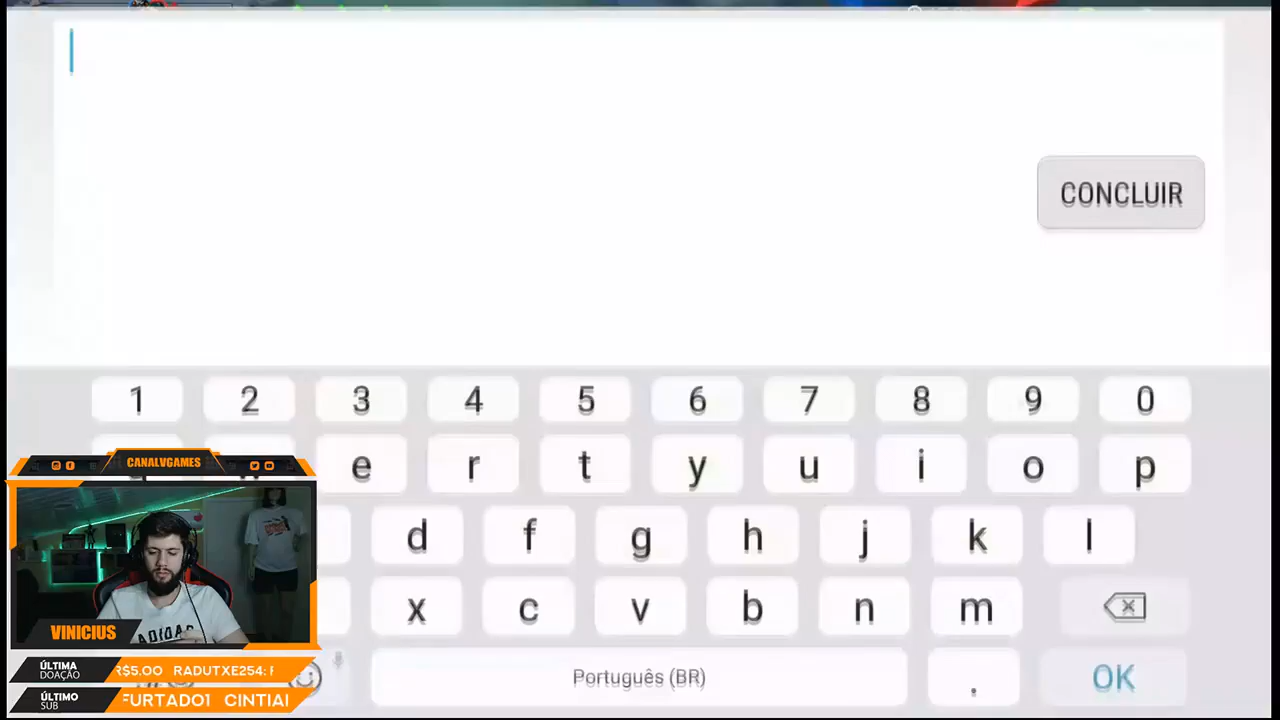 CONCLUIR
1 2 3 4 5 6 7 8 9 0
e r t y u i o p
d f g h j k l
x c v b n m
Português (BR)
.
OK
CANALVGAMES
ADIDAS
VINICIUS
ÚLTIMA
DOAÇÃO
R$5.00 RADUTXE254:
ÚLTIMO
SUB
FURTADO1 CINTIA